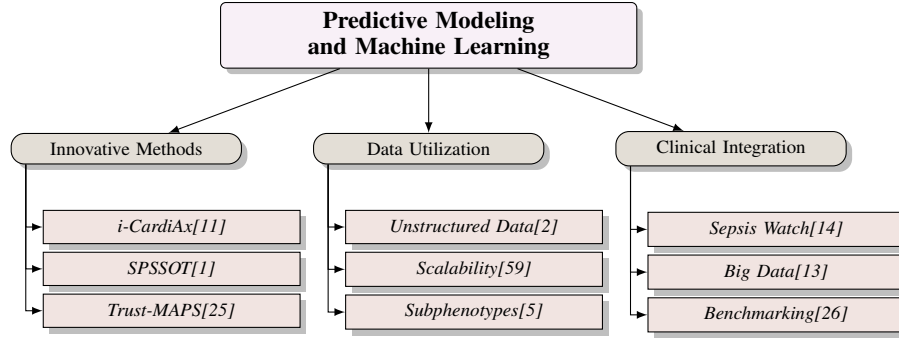 Predictive Modeling
and Machine Learning
Innovative Methods
Data Utilization
Clinical Integration
i-CardiAx[11]
SPSSOT[1]
Trust-MAPS[25]
Unstructured Data[2]
Scalability[59]
Subphenotypes[5]
Sepsis Watch[14]
Big Data[13]
Benchmarking[26]